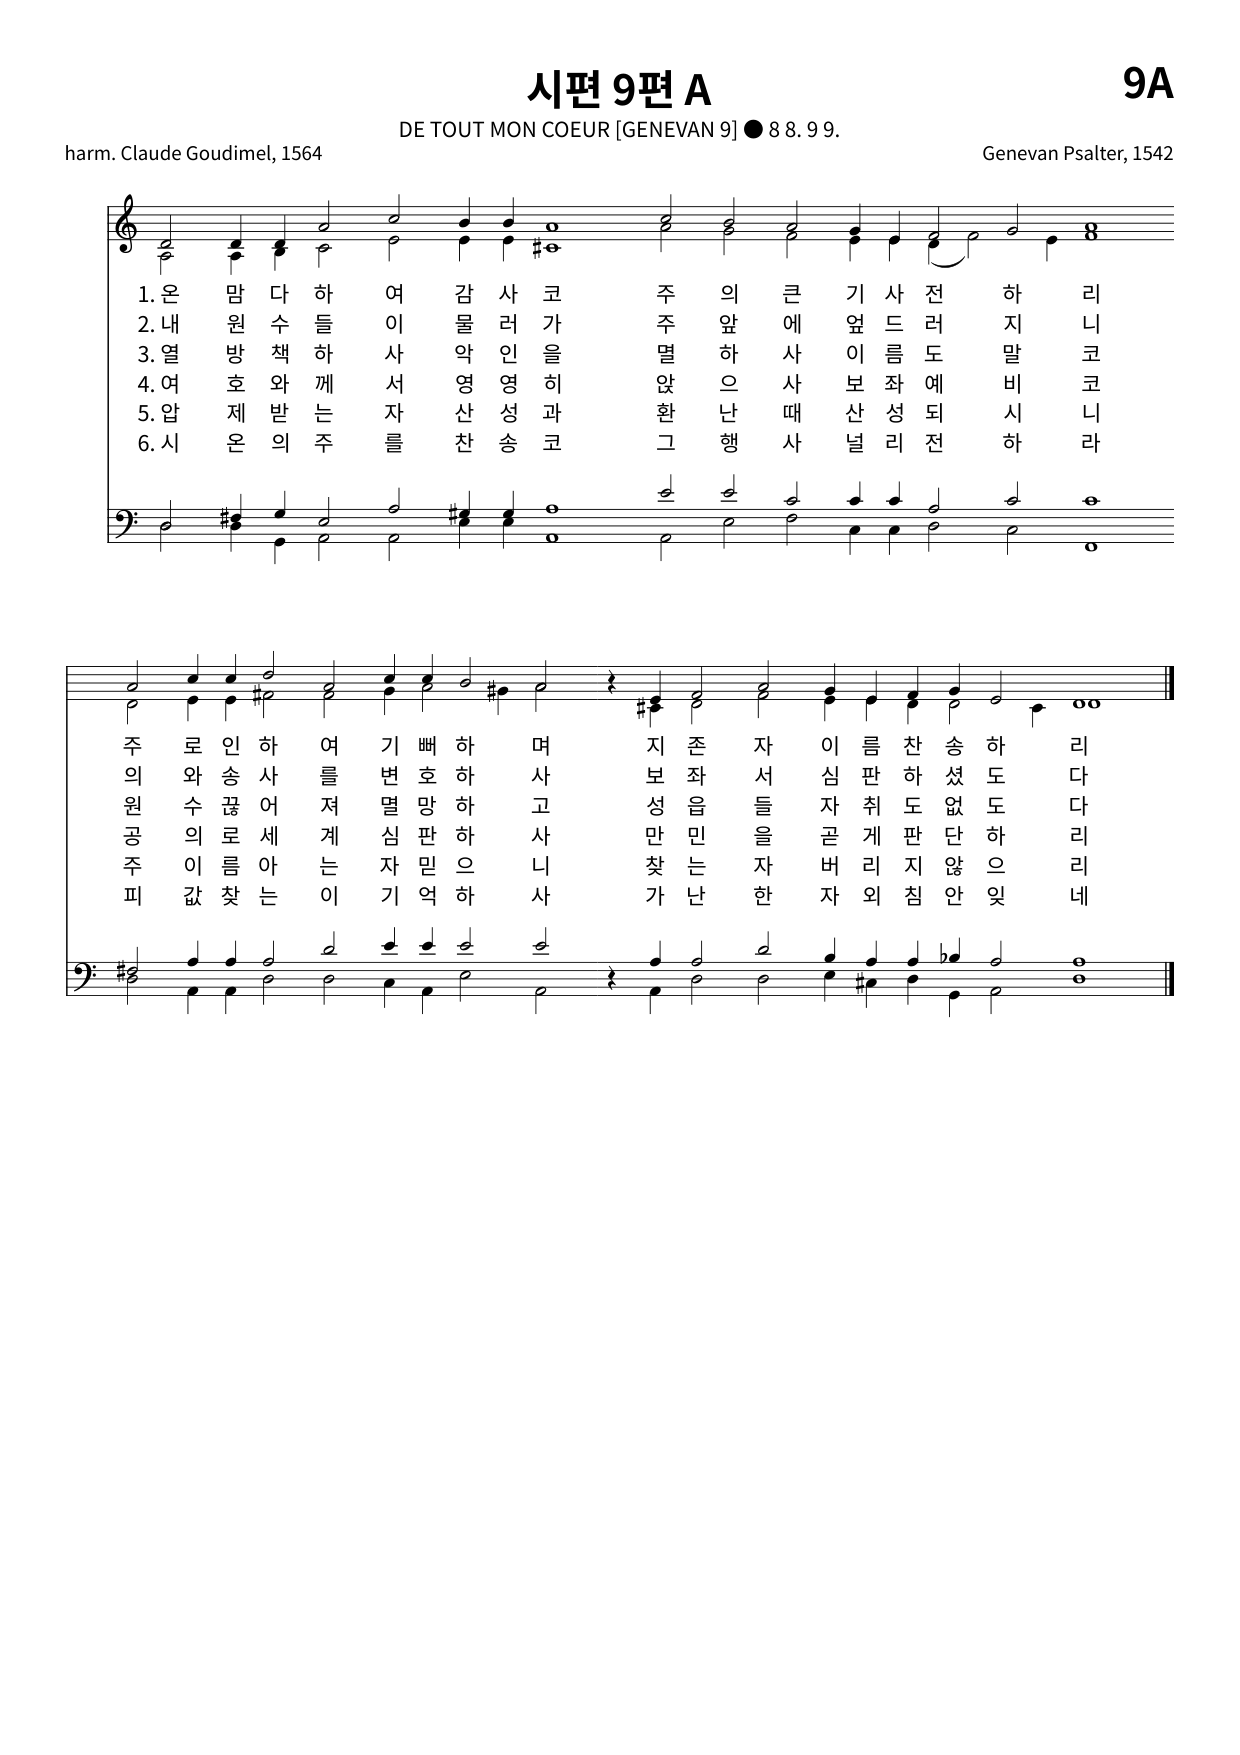 시편 9편 A
9A
DE TOUT MON COEUR [GENEVAN 9] ● 8 8. 9 9.
harm. Claude Goudimel, 1564
Genevan Psalter, 1542
1. 온 맘 다 하 여 감 사 코 주 의 큰 기 사 전 하 리
2. 내 원 수 들 이 물 러 가 주 앞 에 엎 드 러 지 니
3. 열 방 책 하 사 악 인 을 멸 하 사 이 름 도 말 코
4. 여 호 와 께 서 영 영 히 앉 으 사 보 좌 예 비 코
5. 압 제 받 는 자 산 성 과 환 난 때 산 성 되 시 니
6. 시 온 의 주 를 찬 송 코 그 행 사 널 리 전 하 라
주 로 인 하 여 기 뻐 하 며 지 존 자 이 름 찬 송 하 리
의 와 송 사 를 변 호 하 사 보 좌 서 심 판 하 셨 도 다
원 수 끊 어 져 멸 망 하 고 성 읍 들 자 취 도 없 도 다
공 의 로 세 계 심 판 하 사 만 민 을 곧 게 판 단 하 리
주 이 름 아 는 자 믿 으 니 찾 는 자 버 리 지 않 으 리
피 값 찾 는 이 기 억 하 사 가 난 한 자 외 침 안 잊 네